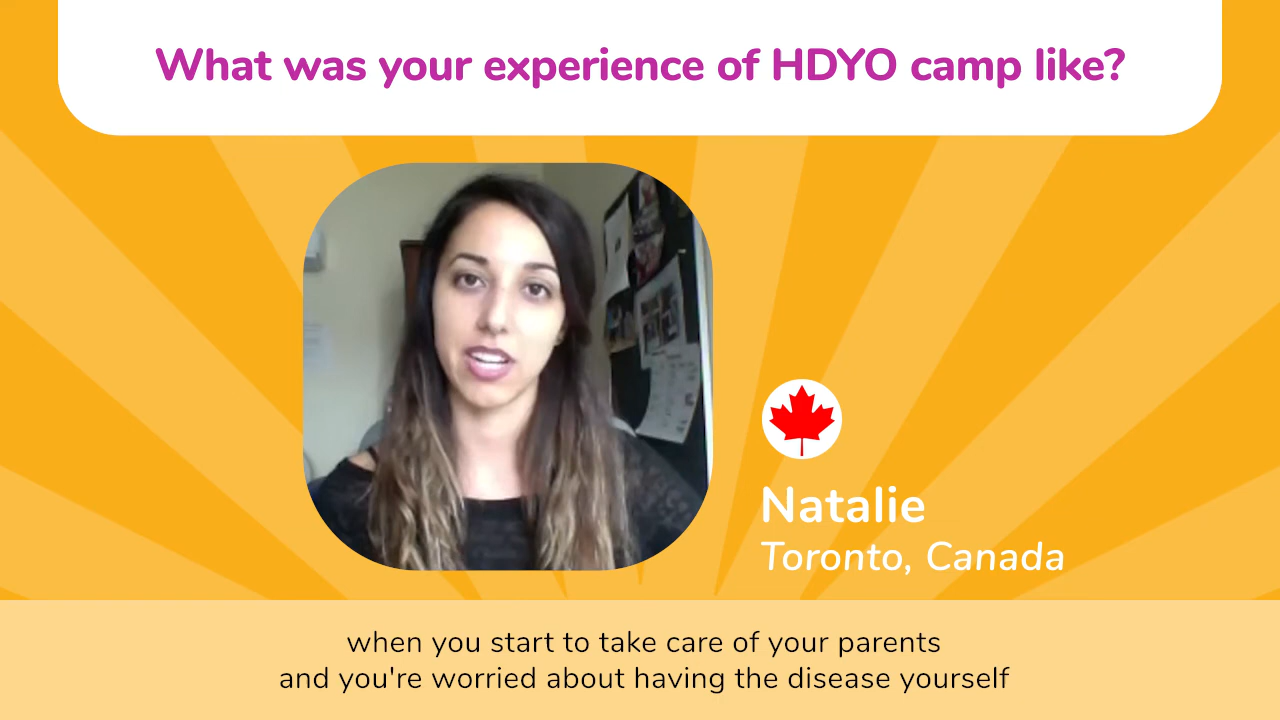 What was your experience of HDYO camp like?
Natalie
Toronto, Canada
when you start to take care of your parents
and you're worried about having the disease yourself